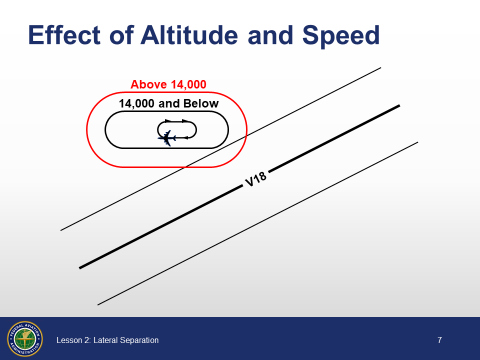 Effect of Altitude and Speed
Above 14,000
14,000 and Below
V18
Lesson 2: Lateral Separation
7